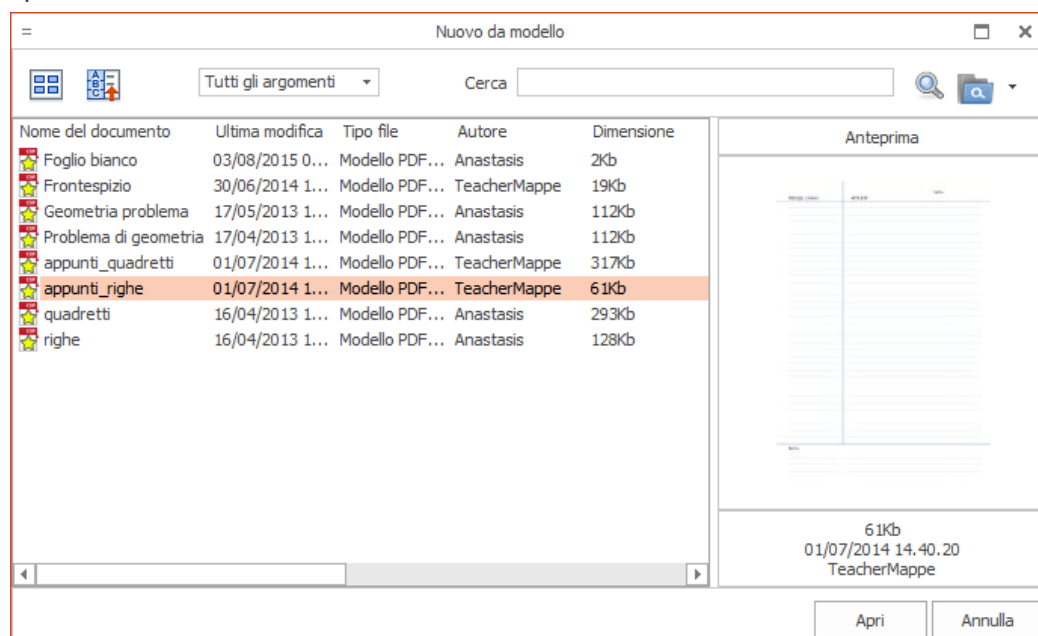 Nuovo da modello
Tutti gli argomenti Cerca
Nome del documento Ultima modifica Tipo file Autore Dimensione
Foglio bianco 03/08/2015 0... Modello PDF... Anastasis 2Kb
Frontespizio 30/06/2014 1... Modello PDF... TeacherMappe 19Kb
Geometria problema 17/05/2013 1... Modello PDF... Anastasis 112Kb
Problema di geometria 17/04/2013 1... Modello PDF... Anastasis 112Kb
appunti_quadretti 01/07/2014 1... Modello PDF... TeacherMappe 317Kb
appunti_righe 01/07/2014 1... Modello PDF... TeacherMappe 61Kb
quadretti 16/04/2013 1... Modello PDF... Anastasis 293Kb
righe 16/04/2013 1... Modello PDF... Anastasis 128Kb
Anteprima
61Kb
01/07/2014 14.40.20
TeacherMappe
Apri Annulla